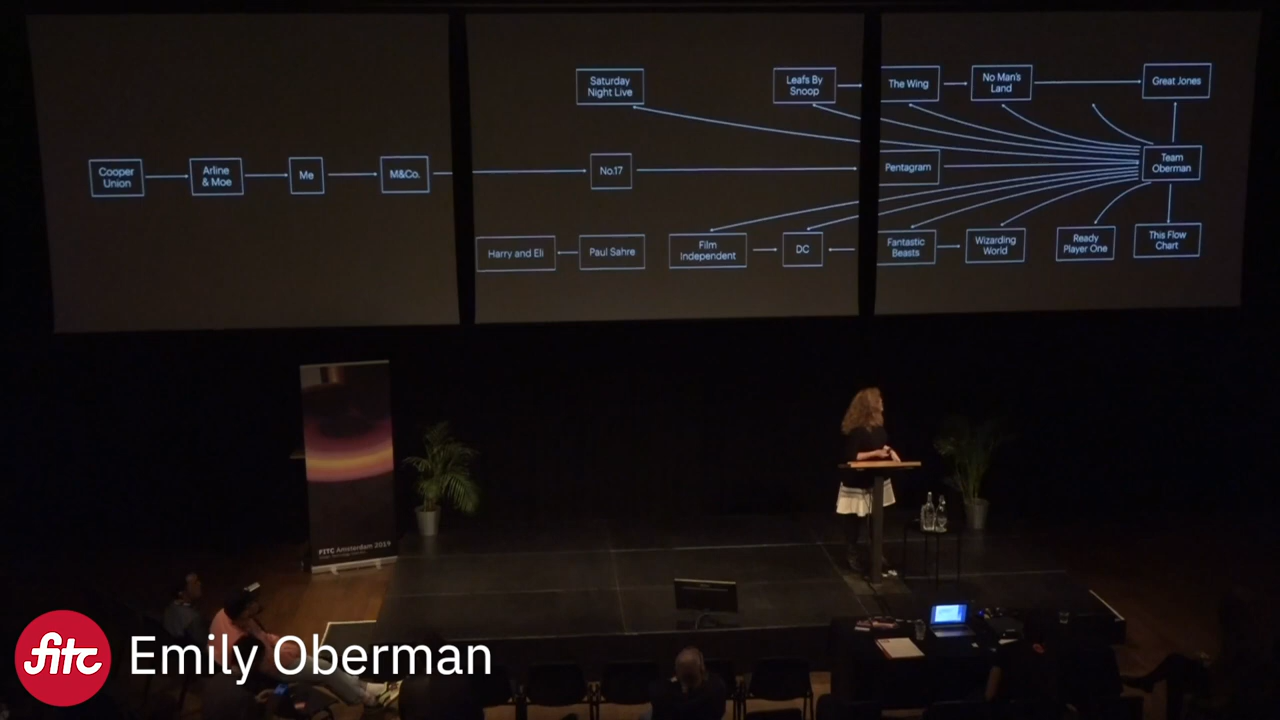 Saturday
Night Live
Leafs By
Snoop
The Wing
No Man's
Land
Great Jones
Cooper
Union
Arline
& Moe
Me
M&Co.
No.17
Pentagram
Team
Oberman
Harry and Eli
Paul Sahre
Film
Independent
DC
Fantastic
Beasts
Wizarding
World
Ready
Player One
This Flow
Chart
FITC Amsterdam 2019
fitc
Emily Oberman